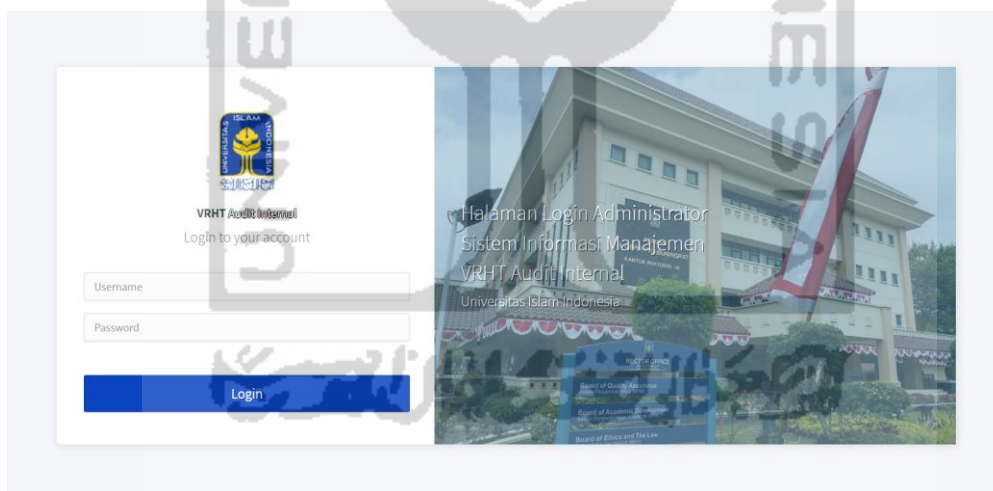 UNIVERSITAS ISLAM INDONESIA
VRHT Audit Internal
Login to your account
Username
Password
Login
Halaman Login Administrator
Sistem Informasi Manajemen
VRHT Audit Internal
Universitas Islam Indonesia
KANTOR REKTORAT
RECTOR OFFICE
Board of Quality Assurance
Board of Academic Development
Board of Ethics and The Law